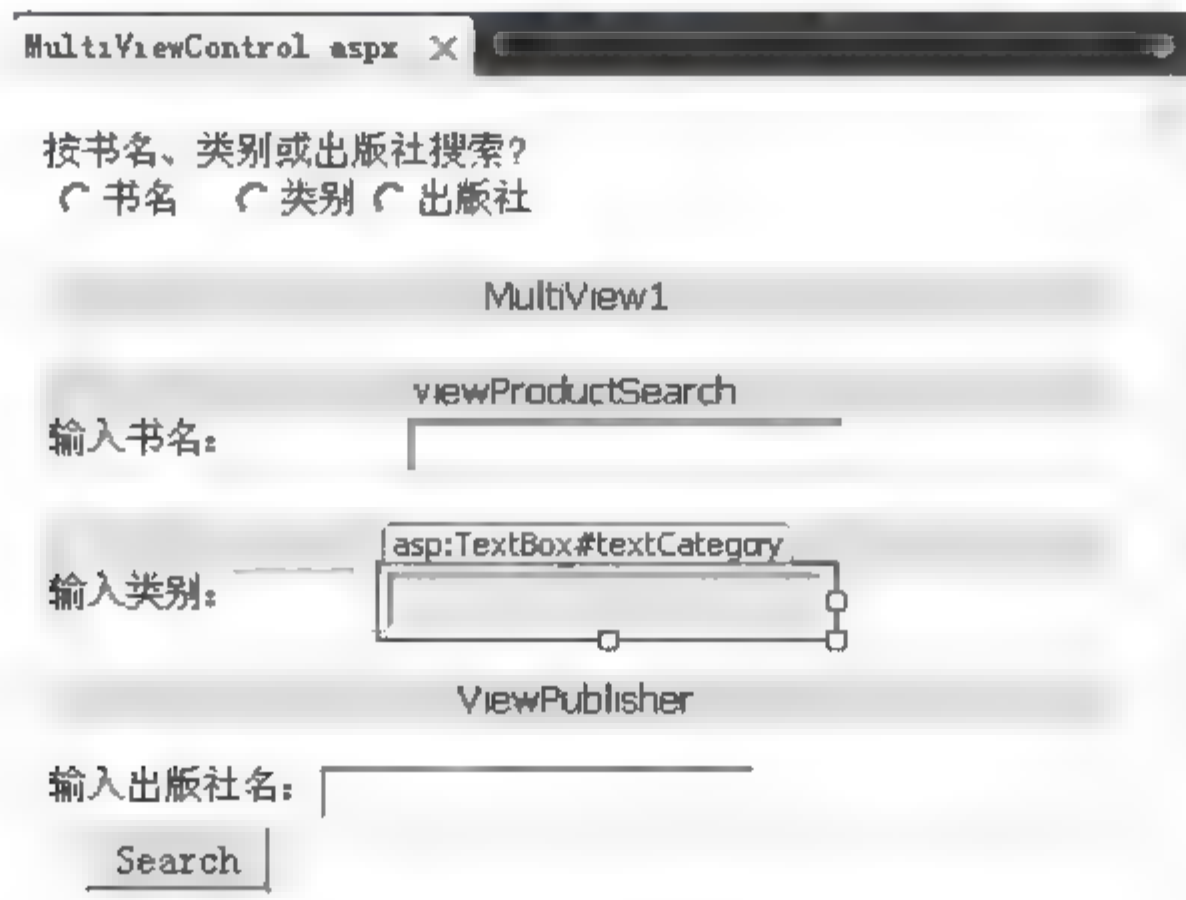 MultiViewControl aspx ×
按书名、类别或出版社搜索?
书名 类别 出版社
MultiView1
viewProductSearch
输入书名:
asp:TextBox#textCategory
输入类别:
ViewPublisher
输入出版社名:
Search